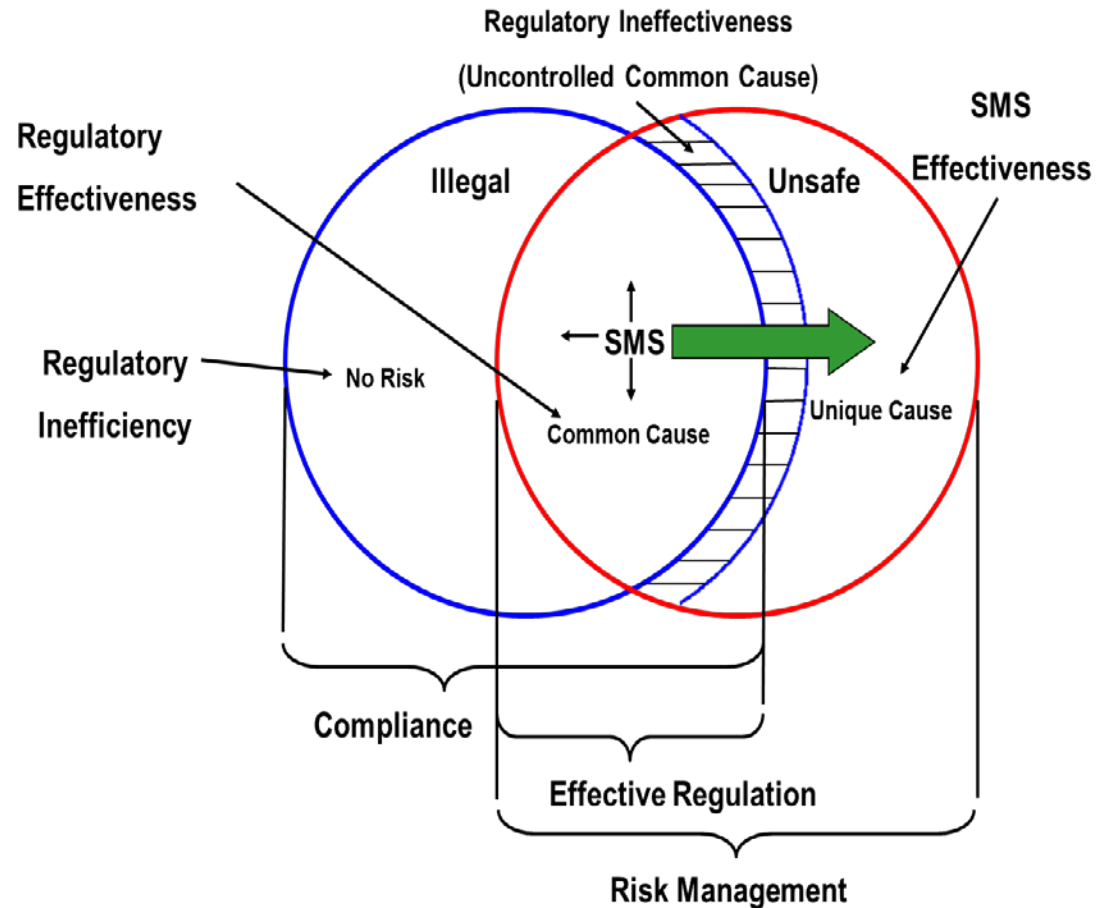 Regulatory Ineffectiveness
(Uncontrolled Common Cause)
SMS
Effectiveness
Regulatory
Effectiveness
Illegal
Unsafe
SMS
Regulatory
Inefficiency
No Risk
Common Cause
Unique Cause
Compliance
Effective Regulation
Risk Management